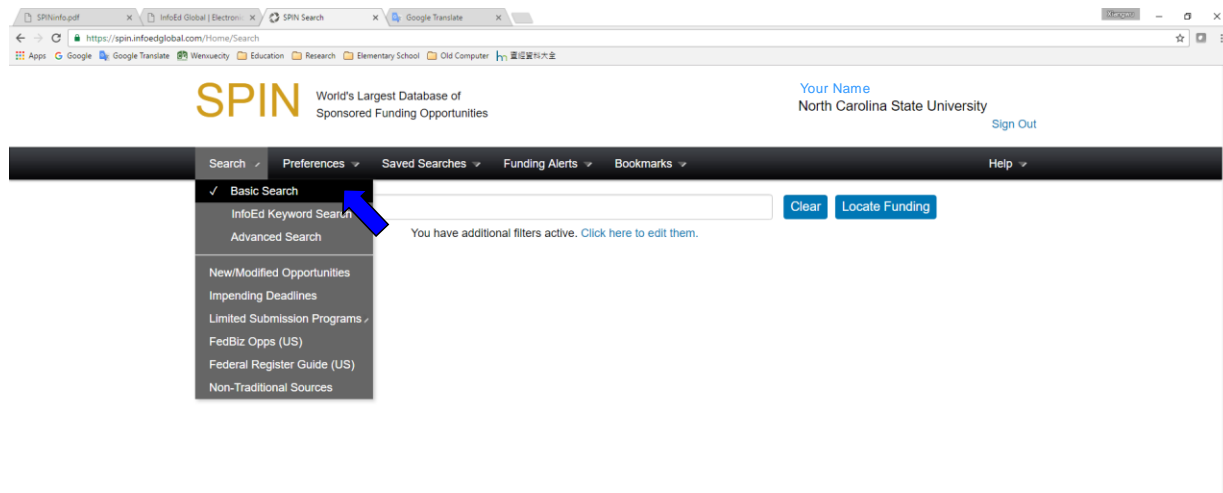 SPINinfo.pdf InfoEd Global | Electronic SPIN Search Google Translate
https://spin.infoedglobal.com/Home/Search
Apps Google Google Translate Wenxuecity Education Research Elementary School Old Computer
SPIN
World's Largest Database of
Sponsored Funding Opportunities
Your Name
North Carolina State University
Sign Out
Search Preferences Saved Searches Funding Alerts Bookmarks Help
✓ Basic Search
InfoEd Keyword Search
Advanced Search
Clear Locate Funding
You have additional filters active. Click here to edit them.
New/Modified Opportunities
Impending Deadlines
Limited Submission Programs
FedBiz Opps (US)
Federal Register Guide (US)
Non-Traditional Sources